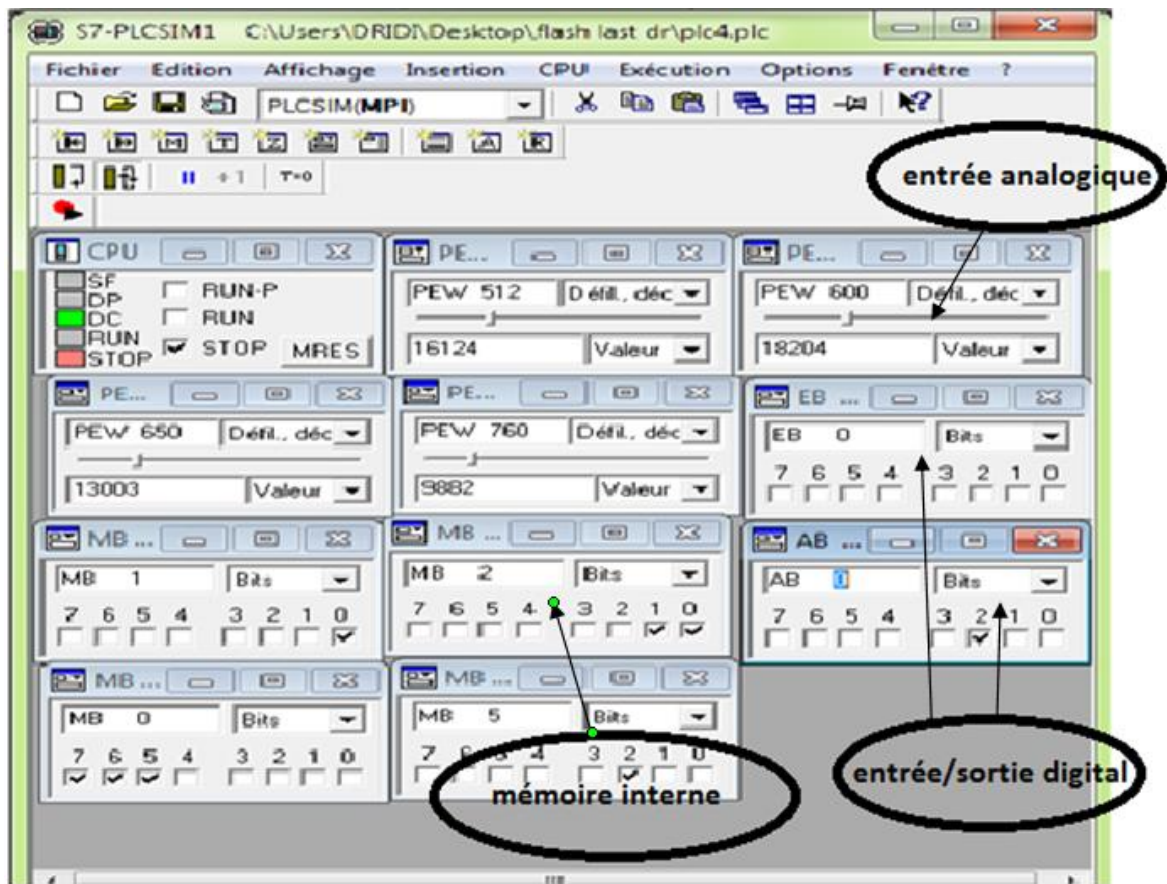 S7-PLCSIM1 C:\Users\DRIDI\Desktop\flash last dr\plc4.plc
Fichier Edition Affichage Insertion CPU Exécution Options Fenêtre ?
PLCSIM(MPI)
M T Z A R
+1 T=0
entrée analogique
CPU
SF
DP
DC
RUN
STOP
RUN-P
RUN
STOP MRES
PE...
PEW 512 Défil., déc
16124 Valeur
PE...
PEW 600 Défil., déc
18204 Valeur
PE...
PEW 650 Défil., déc
13003 Valeur
PE...
PEW 760 Défil., déc
9882 Valeur
EB ...
EB 0 Bits
7 6 5 4 3 2 1 0
MB ...
MB 1 Bits
7 6 5 4 3 2 1 0
MB ...
MB 2 Bits
7 6 5 4 3 2 1 0
AB ...
AB 0 Bits
7 6 5 4 3 2 1 0
MB ...
MB 0 Bits
7 6 5 4 3 2 1 0
MB ...
MB 5 Bits
7 6 5 4 3 2 1 0
mémoire interne
entrée/sortie digital